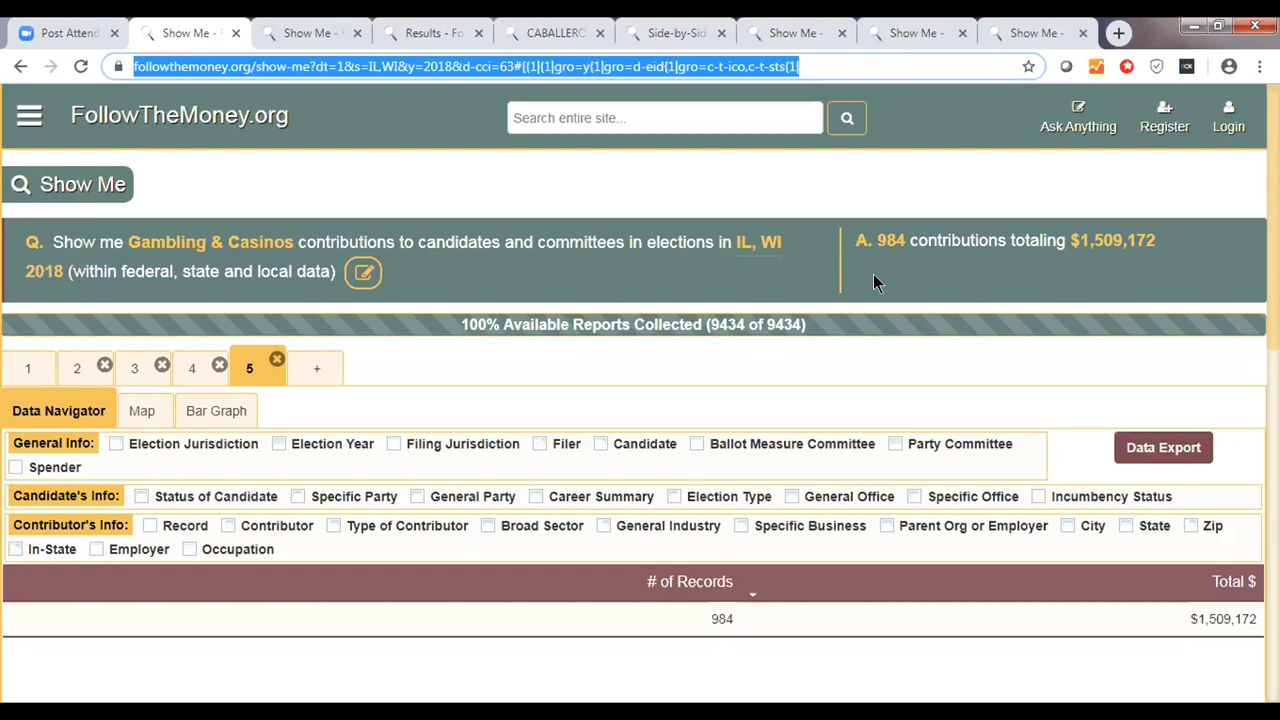 Post Attend
Show Me -
Show Me -
Results - Fo
CABALLERO
Side-by-Sid
Show Me -
Show Me -
Show Me -
followthemoney.org/show-me?dt=1&s=IL,WI&y=2018&d-cci=63#[{1|{1|gro=y{1|gro=d-eid{1|gro=c-t-ico,c-t-sts{1|
FollowTheMoney.org
Search entire site...
Ask Anything
Register
Login
Show Me
Q. Show me Gambling & Casinos contributions to candidates and committees in elections in IL, WI
2018 (within federal, state and local data)
A. 984 contributions totaling $1,509,172
100% Available Reports Collected (9434 of 9434)
1 2 3 4 5 +
Data Navigator Map Bar Graph
General Info: Election Jurisdiction Election Year Filing Jurisdiction Filer Candidate Ballot Measure Committee Party Committee
Spender
Data Export
Candidate's Info: Status of Candidate Specific Party General Party Career Summary Election Type General Office Specific Office Incumbency Status
Contributor's Info: Record Contributor Type of Contributor Broad Sector General Industry Specific Business Parent Org or Employer City State Zip
In-State Employer Occupation
# of Records Total $
984 $1,509,172